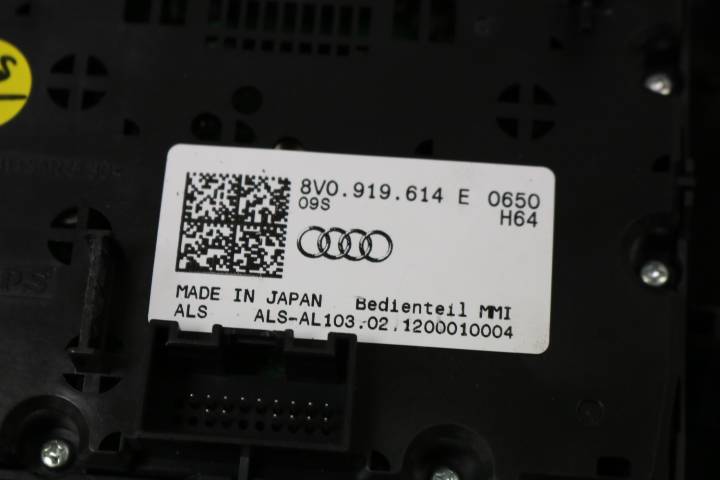 8V0.919.614 E 0650
09S H64
MADE IN JAPAN Bedienteil MMI
ALS ALS-AL103.02.1200010004